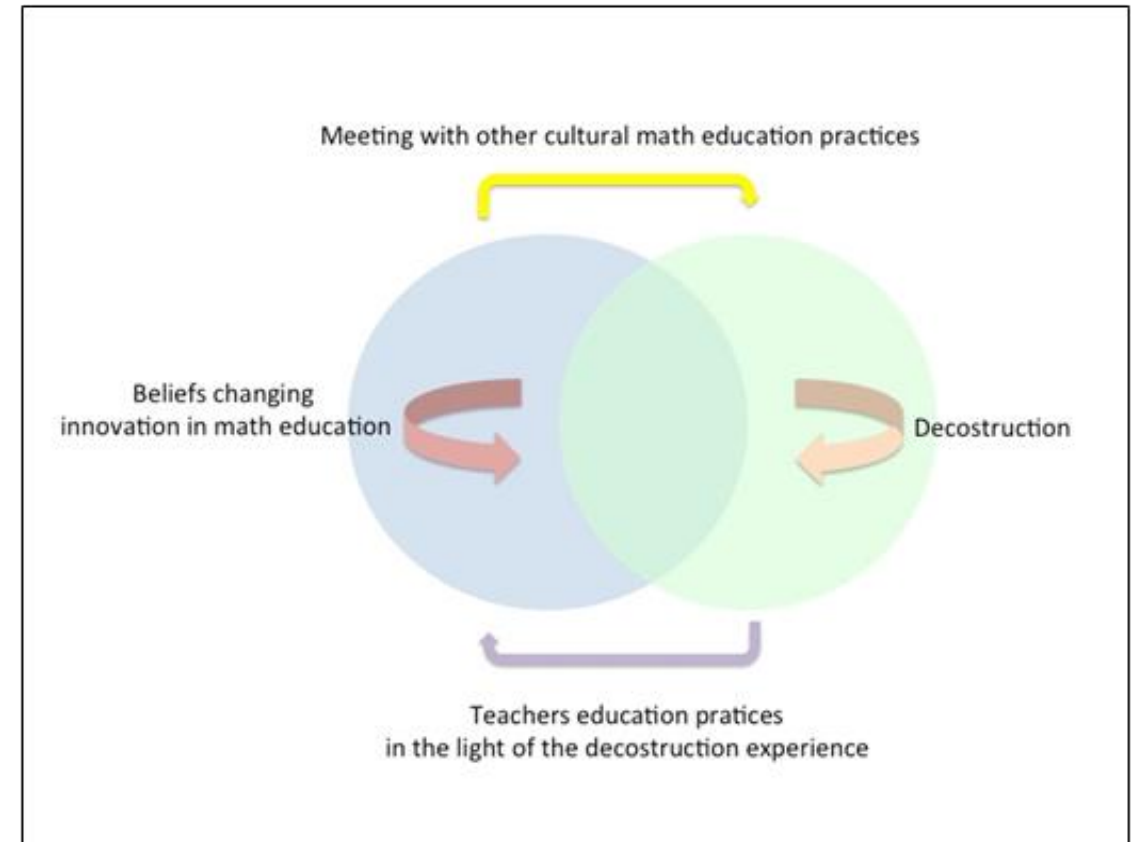 Meeting with other cultural math education practices
Beliefs changing
innovation in math education
Decostruction
Teachers education pratices
in the light of the decostruction experience